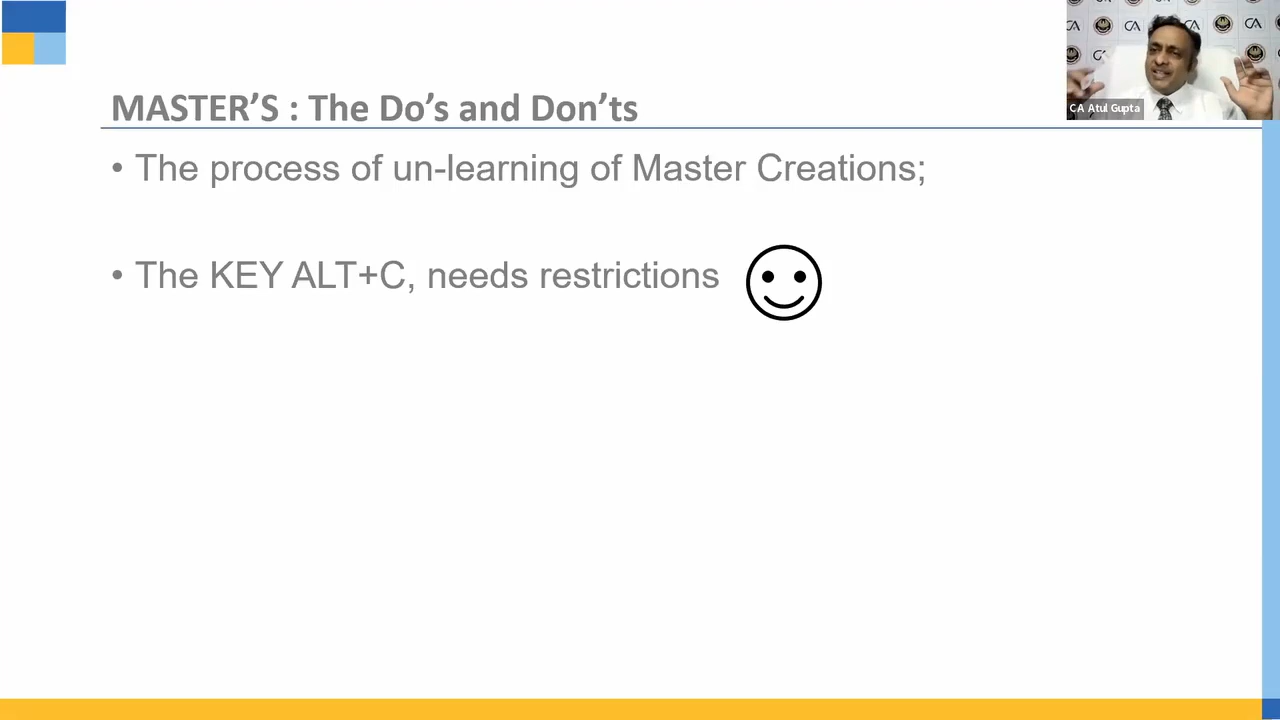 CA Atul Gupta
MASTER’S : The Do’s and Don’ts
• The process of un-learning of Master Creations;
• The KEY ALT+C, needs restrictions